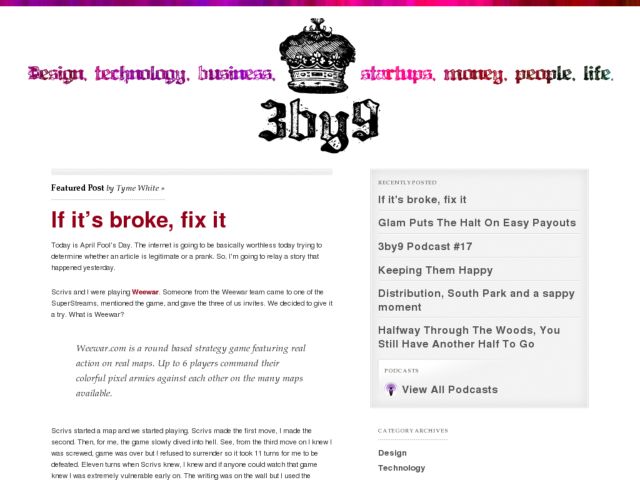 Design, technology, business, startups, money, people, life.
3by9
Featured Post by Tyme White »
If it's broke, fix it
Today is April Fool's Day. The internet is going to be basically worthless today trying to
determine whether an article is legitimate or a prank. So, I'm going to relay a story that
happened yesterday.
Scrivs and I were playing Weewar. Someone from the Weewar team came to one of the
SuperStreams, mentioned the game, and gave the three of us invites. We decided to give it
a try. What is Weewar?
Weewar.com is a round based strategy game featuring real
action on real maps. Up to 6 players command their
colorful pixel armies against each other on the many maps
available.
Scrivs started a map and we started playing. Scrivs made the first move, I made the
second. Then, for me, the game slowly dived into hell. See, from the third move on I knew I
was screwed, game was over but I refused to surrender so it took 11 turns for me to be
defeated. Eleven turns when Scrivs knew, I knew and if anyone could watch that game
knew I was extremely vulnerable early on. The writing was on the wall but I used the
RECENTLY POSTED
If it's broke, fix it
Glam Puts The Halt On Easy Payouts
3by9 Podcast #17
Keeping Them Happy
Distribution, South Park and a sappy
moment
Halfway Through The Woods, You
Still Have Another Half To Go
PODCASTS
View All Podcasts
CATEGORY ARCHIVES
Design
Technology